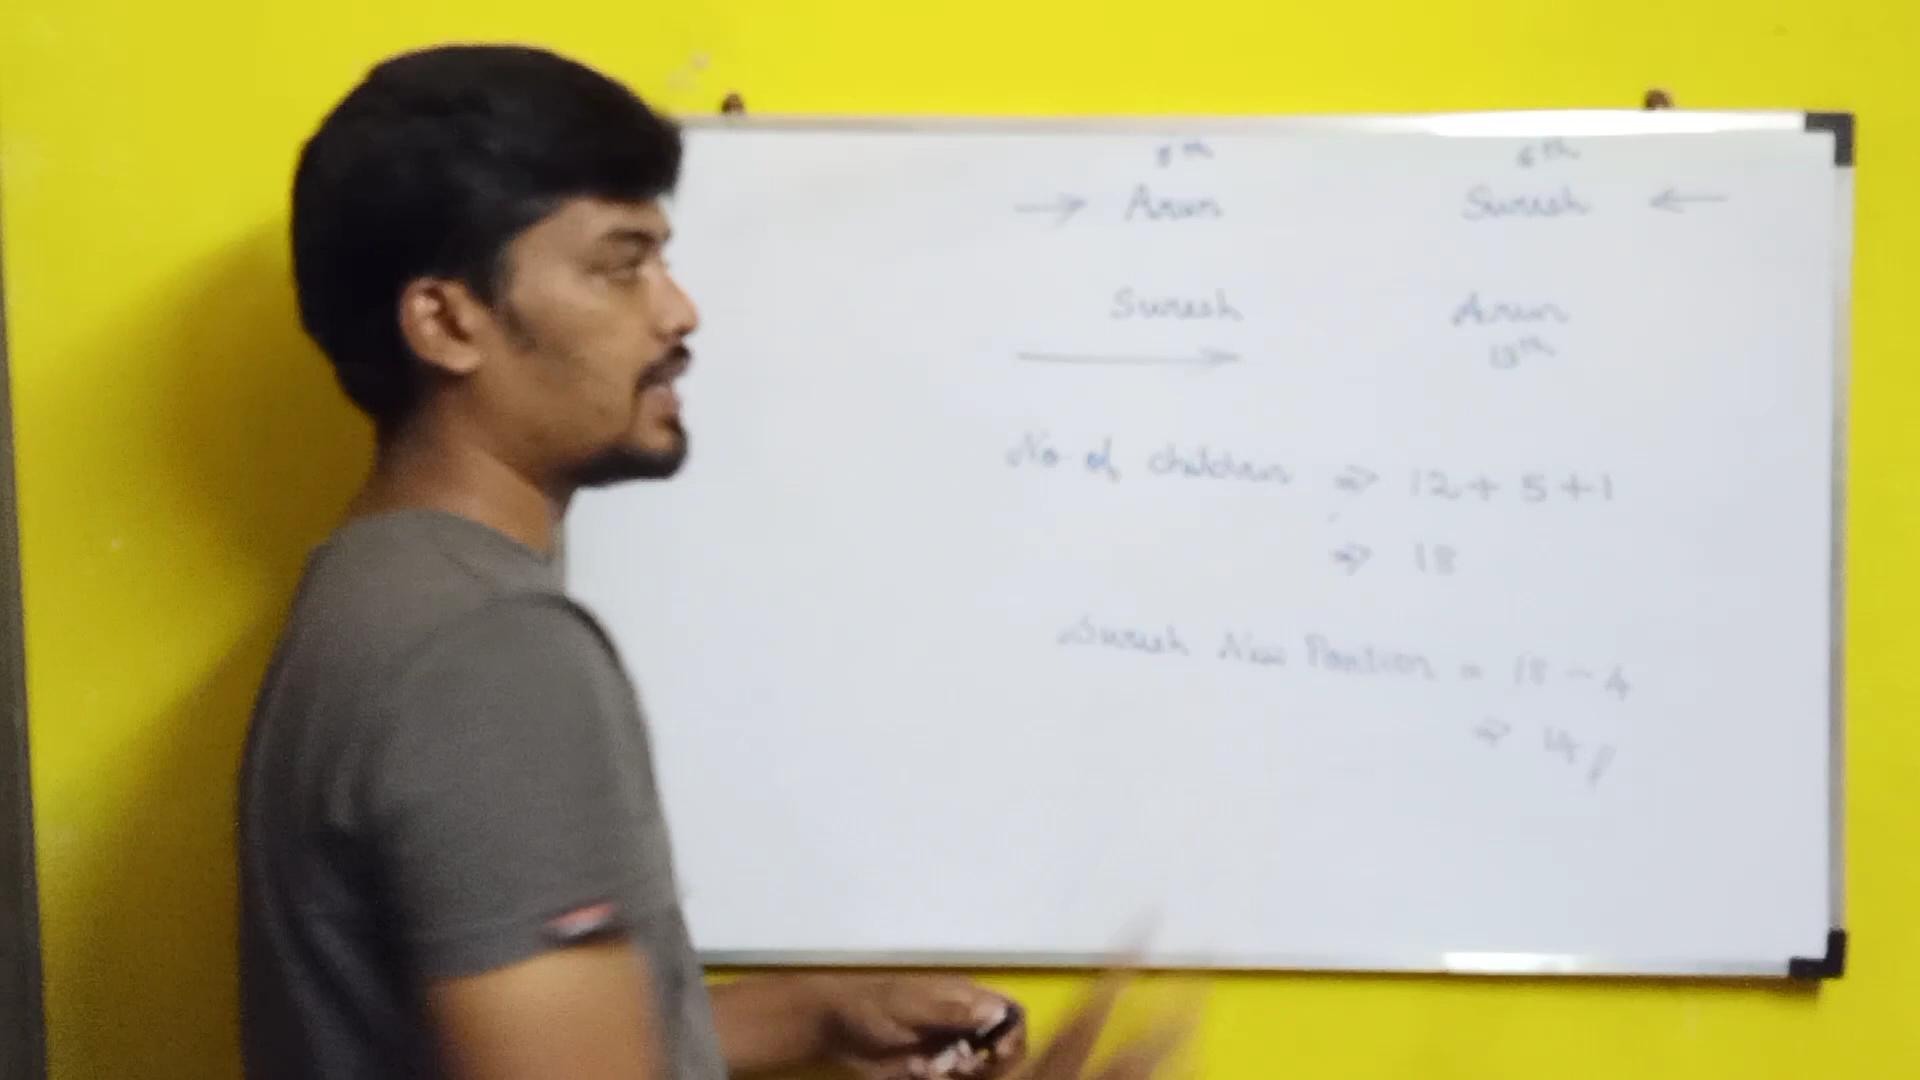 8th 6th
→ Arun Suresh ←
Suresh Arun
13th
No of children ⇒ 12 + 5 + 1
⇒ 18
Suresh New Position = 18 - 4
⇒ 14